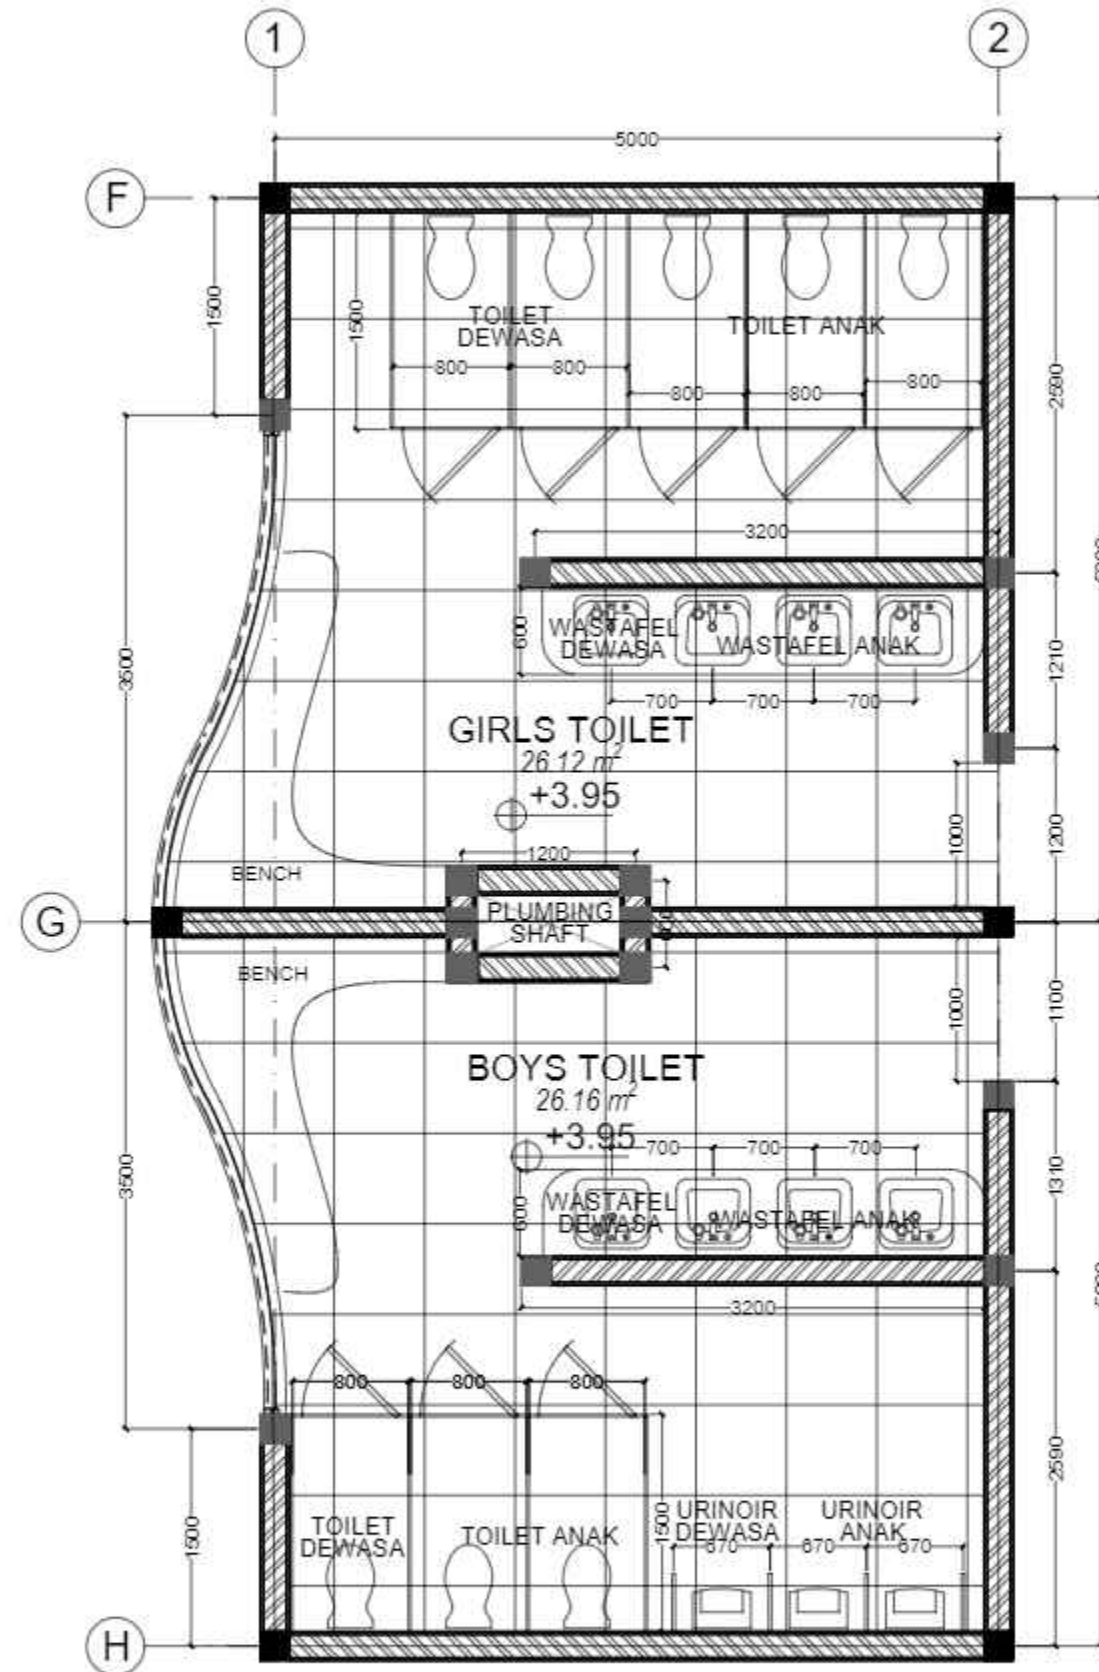 1
2
5000
F
1500
1500
TOILET
DEWASA
TOILET ANAK
800
800
800
800
800
2590
3200
3500
600
WASTAFEL
DEWASA
WASTAFEL ANAK
1210
700
700
700
GIRLS TOILET
26.12 m²
+3.95
1000
1200
1200
BENCH
G
PLUMBING
SHAFT
BENCH
1000
1100
BOYS TOILET
26.16 m²
+3.95
700
700
700
3500
600
WASTAFEL
DEWASA
WASTAFEL ANAK
1310
3200
800
800
800
2590
1500
TOILET
DEWASA
TOILET ANAK
1500
URINOIR
DEWASA
URINOIR
ANAK
670
670
670
H